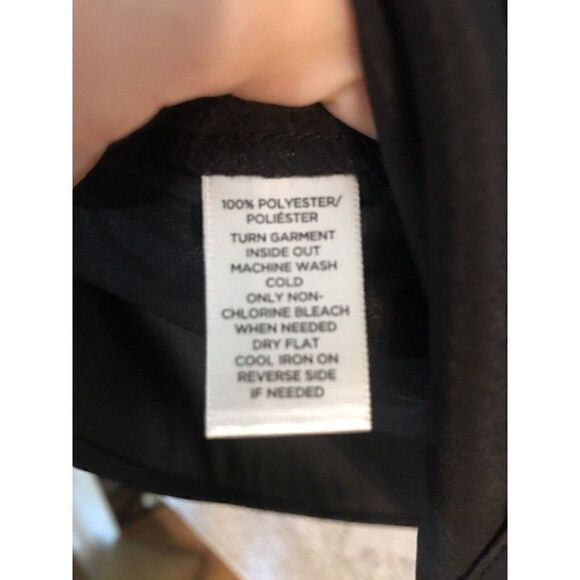 100% POLYESTER/
POLIÉSTER
TURN GARMENT
INSIDE OUT
MACHINE WASH
COLD
ONLY NON-
CHLORINE BLEACH
WHEN NEEDED
DRY FLAT
COOL IRON ON
REVERSE SIDE
IF NEEDED